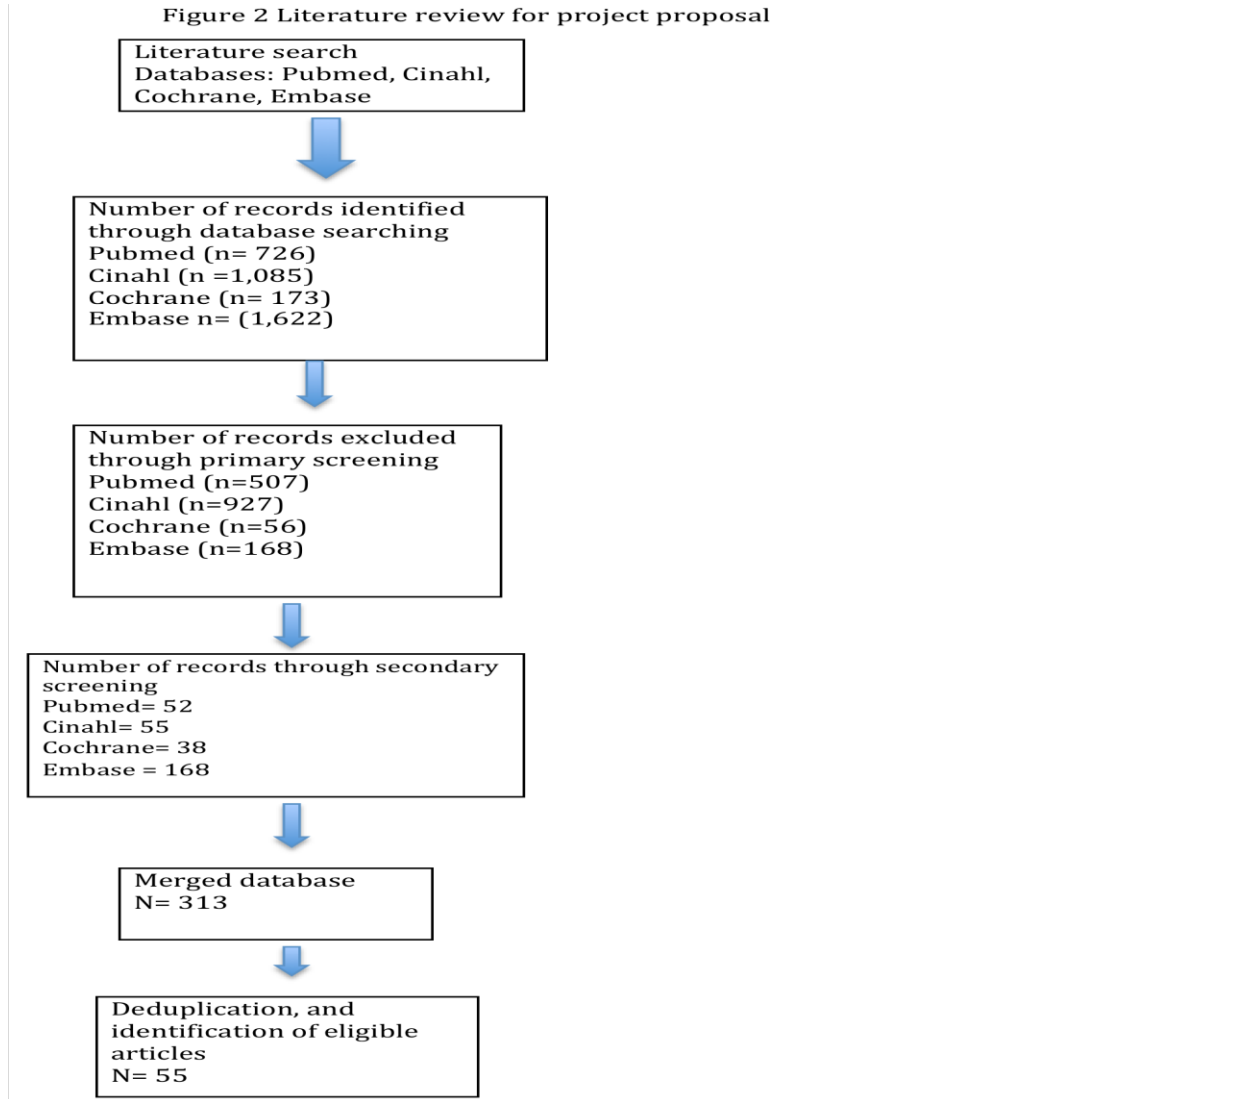 Figure 2 Literature review for project proposal
Literature search
Databases: Pubmed, Cinahl,
Cochrane, Embase
Number of records identified
through database searching
Pubmed (n= 726)
Cinahl (n =1,085)
Cochrane (n= 173)
Embase n= (1,622)
Number of records excluded
through primary screening
Pubmed (n=507)
Cinahl (n=927)
Cochrane (n=56)
Embase (n=168)
Number of records through secondary
screening
Pubmed= 52
Cinahl= 55
Cochrane= 38
Embase = 168
Merged database
N= 313
Deduplication, and
identification of eligible
articles
N= 55